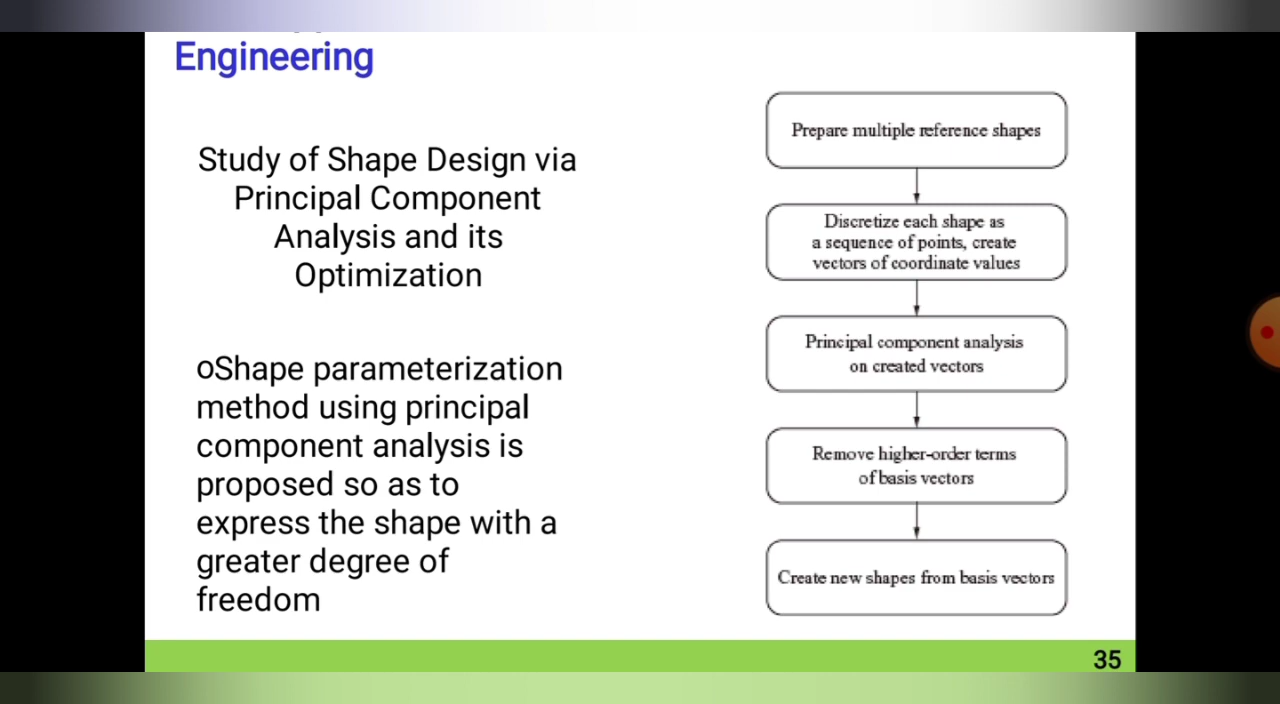 Engineering
Study of Shape Design via
Principal Component
Analysis and its
Optimization
oShape parameterization
method using principal
component analysis is
proposed so as to
express the shape with a
greater degree of
freedom
Prepare multiple reference shapes
Discretize each shape as
a sequence of points, create
vectors of coordinate values
Principal component analysis
on created vectors
Remove higher-order terms
of basis vectors
Create new shapes from basis vectors
35